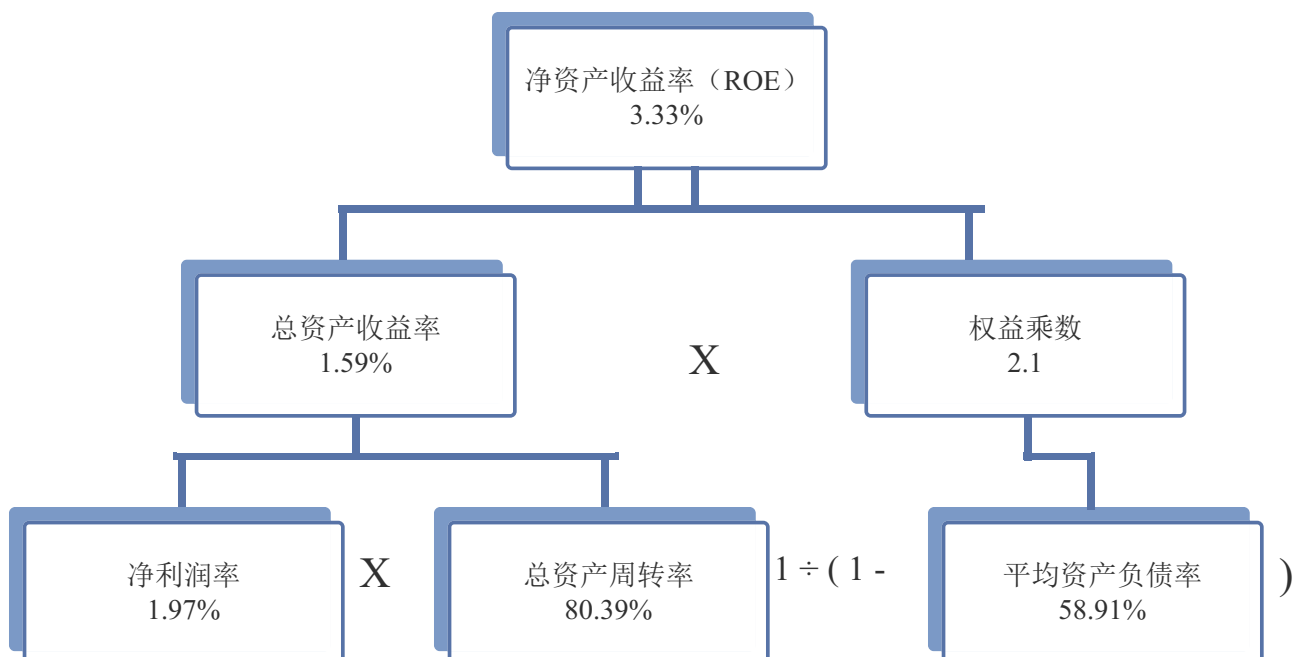 净资产收益率（ROE）
3.33%
总资产收益率
1.59%
X
权益乘数
2.1
净利润率
1.97%
X
总资产周转率
80.39%
1 ÷ ( 1 -
平均资产负债率
58.91%
)